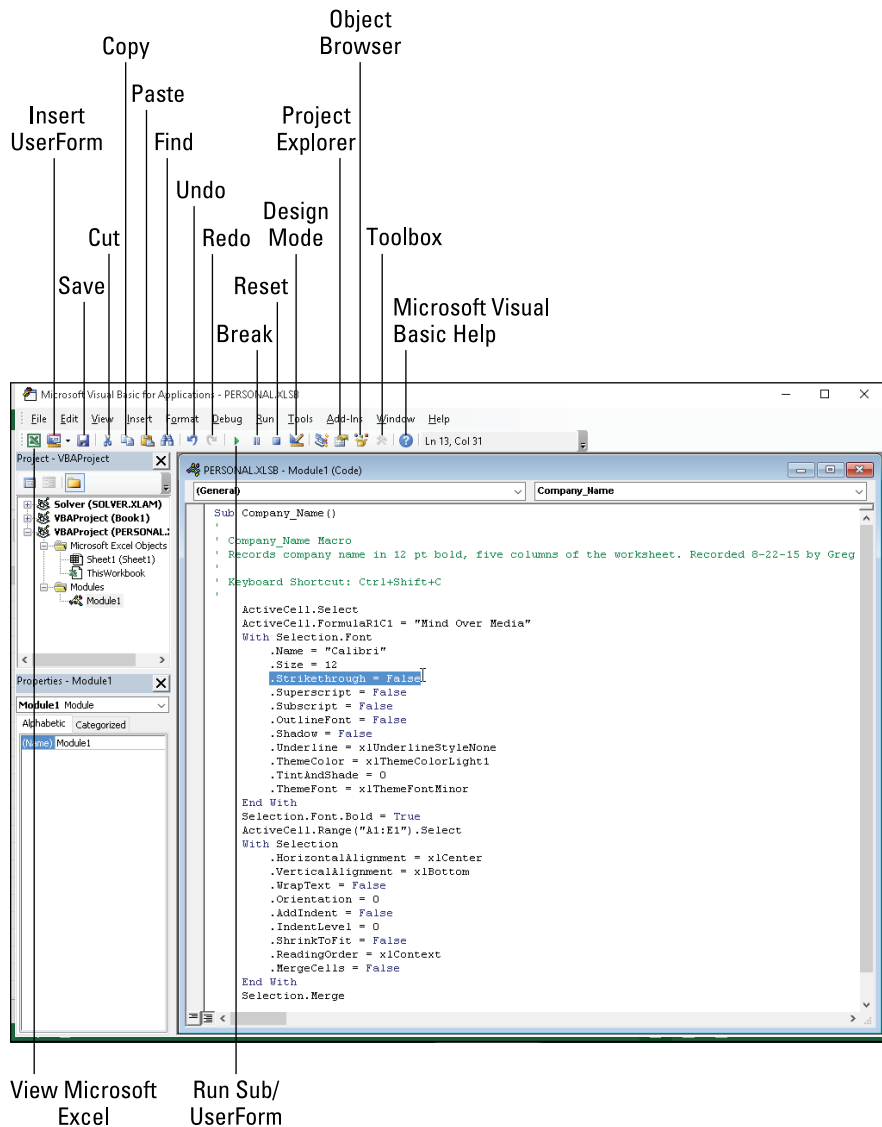 Object
Browser
Copy
Paste
Insert
UserForm
Find
Project
Explorer
Undo
Design
Mode
Cut
Redo
Toolbox
Save
Reset
Microsoft Visual
Basic Help
Break
Microsoft Visual Basic for Applications - PERSONAL.XLSB
File Edit View Insert Format Debug Run Tools Add-Ins Window Help
Ln 13, Col 31
Project - VBAProject
Solver (SOLVER.XLAM)
VBAProject (Book1)
VBAProject (PERSONAL.
Microsoft Excel Objects
Sheet1 (Sheet1)
ThisWorkbook
Modules
Module1
Properties - Module1
Module1 Module
Alphabetic Categorized
(Name) Module1
PERSONAL.XLSB - Module1 (Code)
(General) Company_Name
Sub Company_Name()
'
' Company_Name Macro
' Records company name in 12 pt bold, five columns of the worksheet. Recorded 8-22-15 by Greg
'
' Keyboard Shortcut: Ctrl+Shift+C
'
ActiveCell.Select
ActiveCell.FormulaR1C1 = "Mind Over Media"
With Selection.Font
.Name = "Calibri"
.Size = 12
.Strikethrough = False
.Superscript = False
.Subscript = False
.OutlineFont = False
.Shadow = False
.Underline = xlUnderlineStyleNone
.ThemeColor = xlThemeColorLight1
.TintAndShade = 0
.ThemeFont = xlThemeFontMinor
End With
Selection.Font.Bold = True
ActiveCell.Range("A1:E1").Select
With Selection
.HorizontalAlignment = xlCenter
.VerticalAlignment = xlBottom
.WrapText = False
.Orientation = 0
.AddIndent = False
.IndentLevel = 0
.ShrinkToFit = False
.ReadingOrder = xlContext
.MergeCells = False
End With
Selection.Merge
View Microsoft
Excel
Run Sub/
UserForm